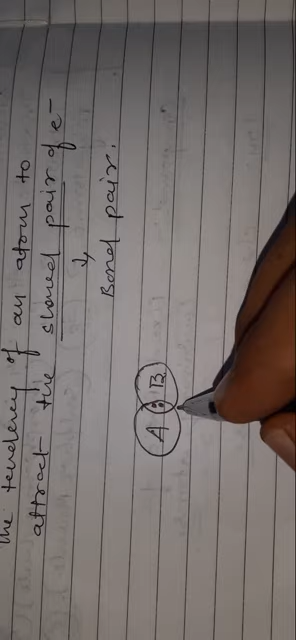 The tendency of an atom to
attract the shared pair of e-
↓
Bond pair.
A : B